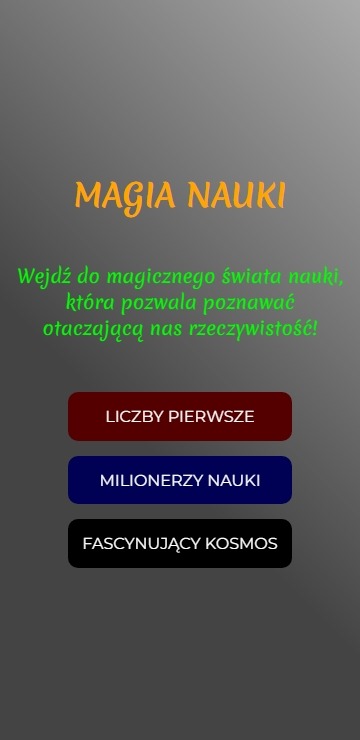 MAGIA NAUKI
Wejdź do magicznego świata nauki,
która pozwala poznawać
otaczającą nas rzeczywistość!
LICZBY PIERWSZE
MILIONERZY NAUKI
FASCYNUJĄCY KOSMOS